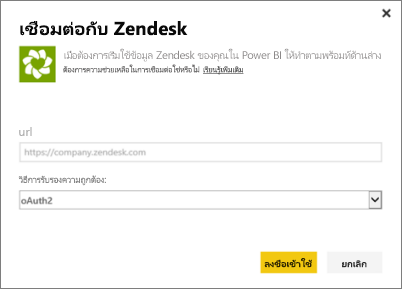 เชื่อมต่อกับ Zendesk
เมื่อต้องการเริ่มใช้ข้อมูล Zendesk ของคุณใน Power BI ให้ทำตามพร้อมท์ด้านล่าง
ต้องการความช่วยเหลือในการเชื่อมต่อใช่หรือไม่ เรียนรู้เพิ่มเติม
url
https://company.zendesk.com
วิธีการรับรองความถูกต้อง:
oAuth2
ลงชื่อเข้าใช้
ยกเลิก